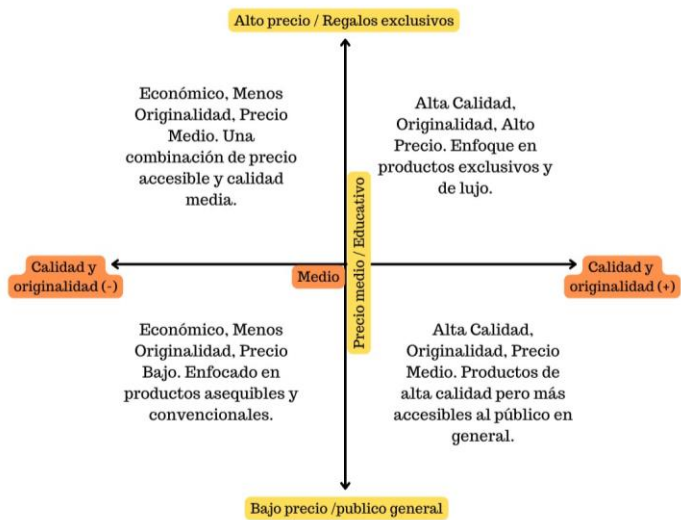 Alto precio / Regalos exclusivos
Económico, Menos
Originalidad, Precio
Medio. Una
combinación de precio
accesible y calidad
media.
Alta Calidad,
Originalidad, Alto
Precio. Enfoque en
productos exclusivos y
de lujo.
Calidad y
originalidad (-)
Medio
Precio medio / Educativo
Calidad y
originalidad (+)
Económico, Menos
Originalidad, Precio
Bajo. Enfocado en
productos asequibles y
convencionales.
Alta Calidad,
Originalidad, Precio
Medio. Productos de
alta calidad pero más
accesibles al público en
general.
Bajo precio /publico general